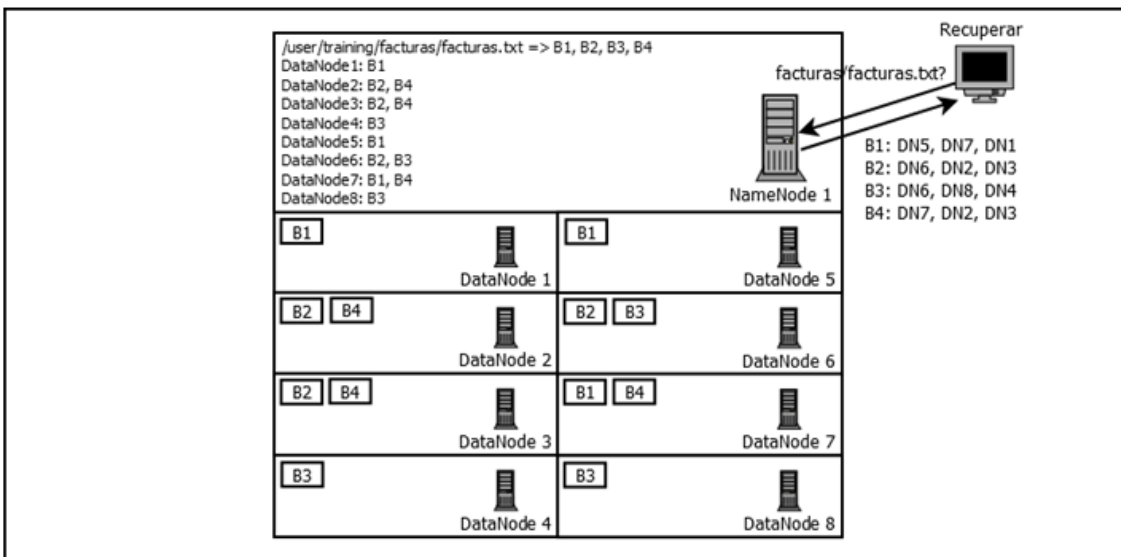 Recuperar
/user/training/facturas/facturas.txt => B1, B2, B3, B4
DataNode1: B1
DataNode2: B2, B4
DataNode3: B2, B4
DataNode4: B3
DataNode5: B1
DataNode6: B2, B3
DataNode7: B1, B4
DataNode8: B3
facturas/facturas.txt?
NameNode 1
B1: DN5, DN7, DN1
B2: DN6, DN2, DN3
B3: DN6, DN8, DN4
B4: DN7, DN2, DN3
B1
DataNode 1
B1
DataNode 5
B2 B4
DataNode 2
B2 B3
DataNode 6
B2 B4
DataNode 3
B1 B4
DataNode 7
B3
DataNode 4
B3
DataNode 8